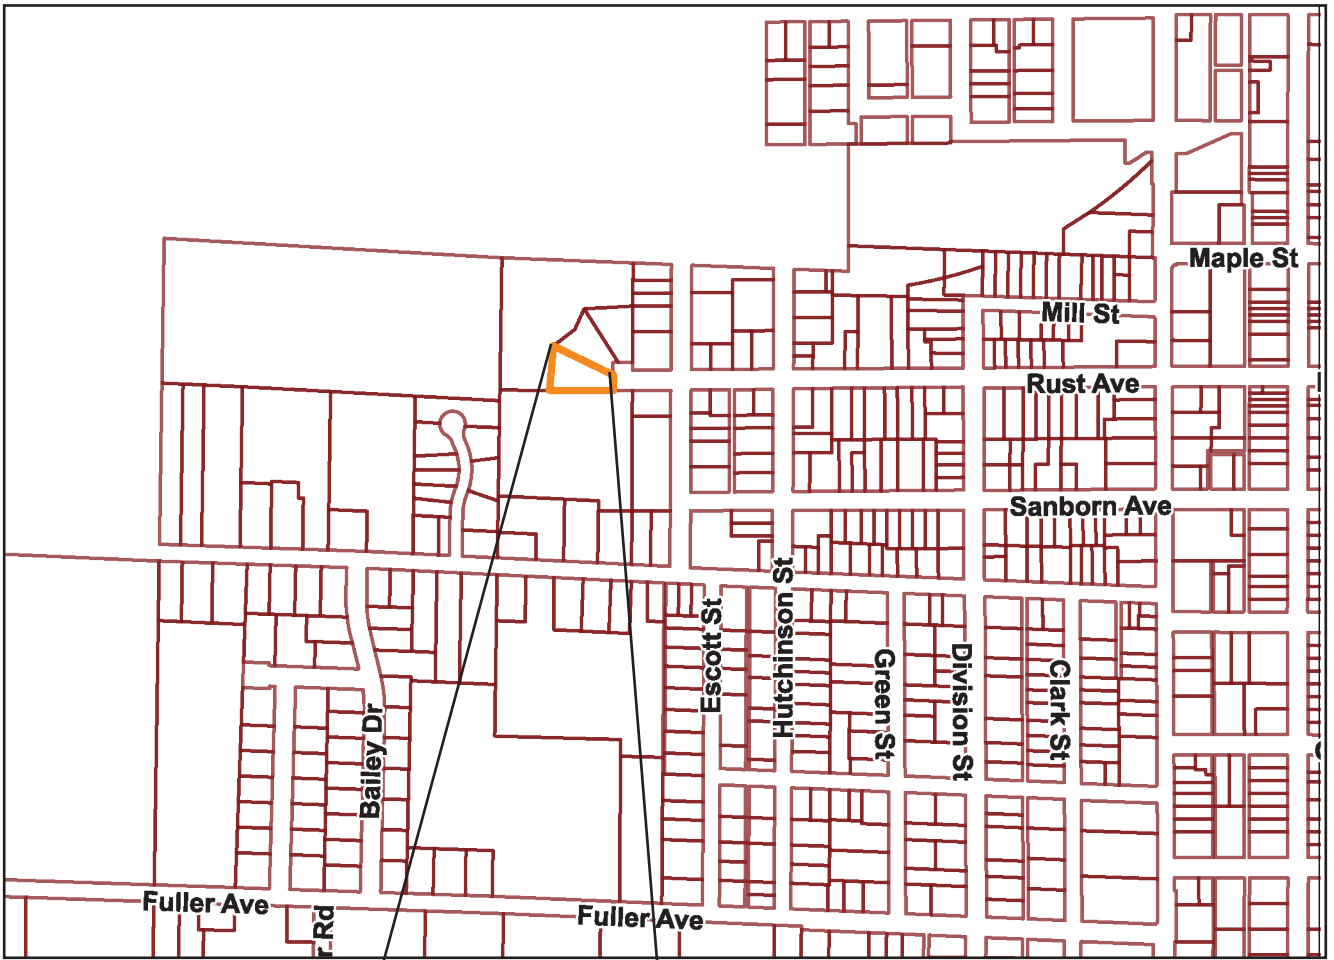 Maple St
Mill St
Rust Ave
Sanborn Ave
Escott St
Hutchinson St
Green St
Division St
Clark St
Bailey Dr
Fuller Ave
Fuller Ave
r Rd